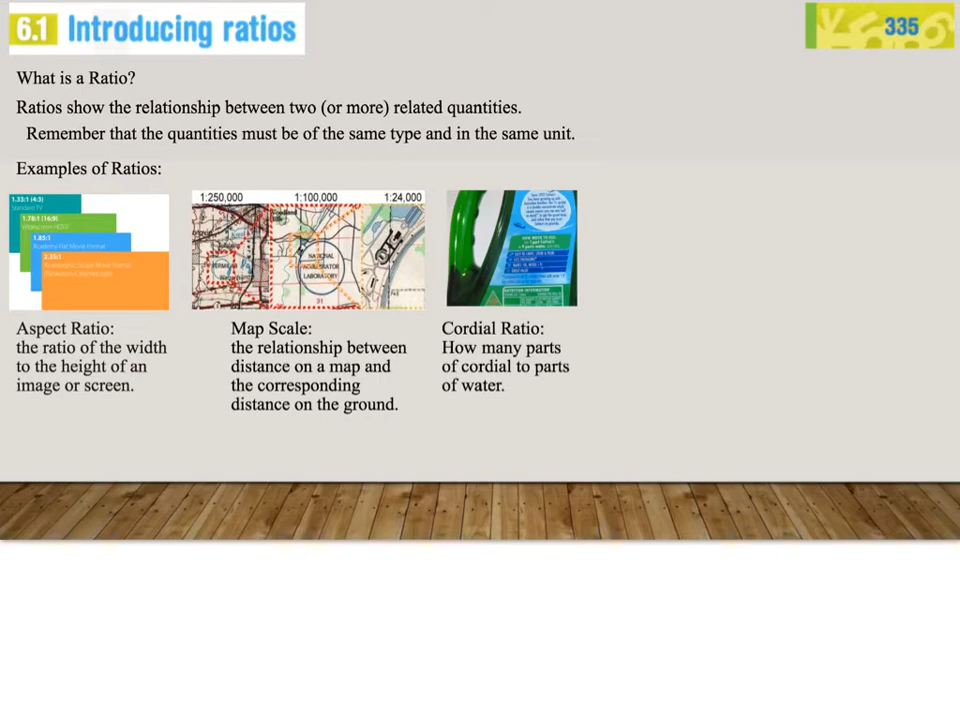 6.1 Introducing ratios
335
What is a Ratio?
Ratios show the relationship between two (or more) related quantities.
Remember that the quantities must be of the same type and in the same unit.
Examples of Ratios:
1.33:1 (4:3)
Standard TV
1.78:1 (16:9)
1.85:1
Academy Flat Movie Format
2.35:1
1:250,000 1:100,000 1:24,000
NATIONAL
ACCELERATOR
LABORATORY
Aspect Ratio:
the ratio of the width
to the height of an
image or screen.
Map Scale:
the relationship between
distance on a map and
the corresponding
distance on the ground.
Cordial Ratio:
How many parts
of cordial to parts
of water.